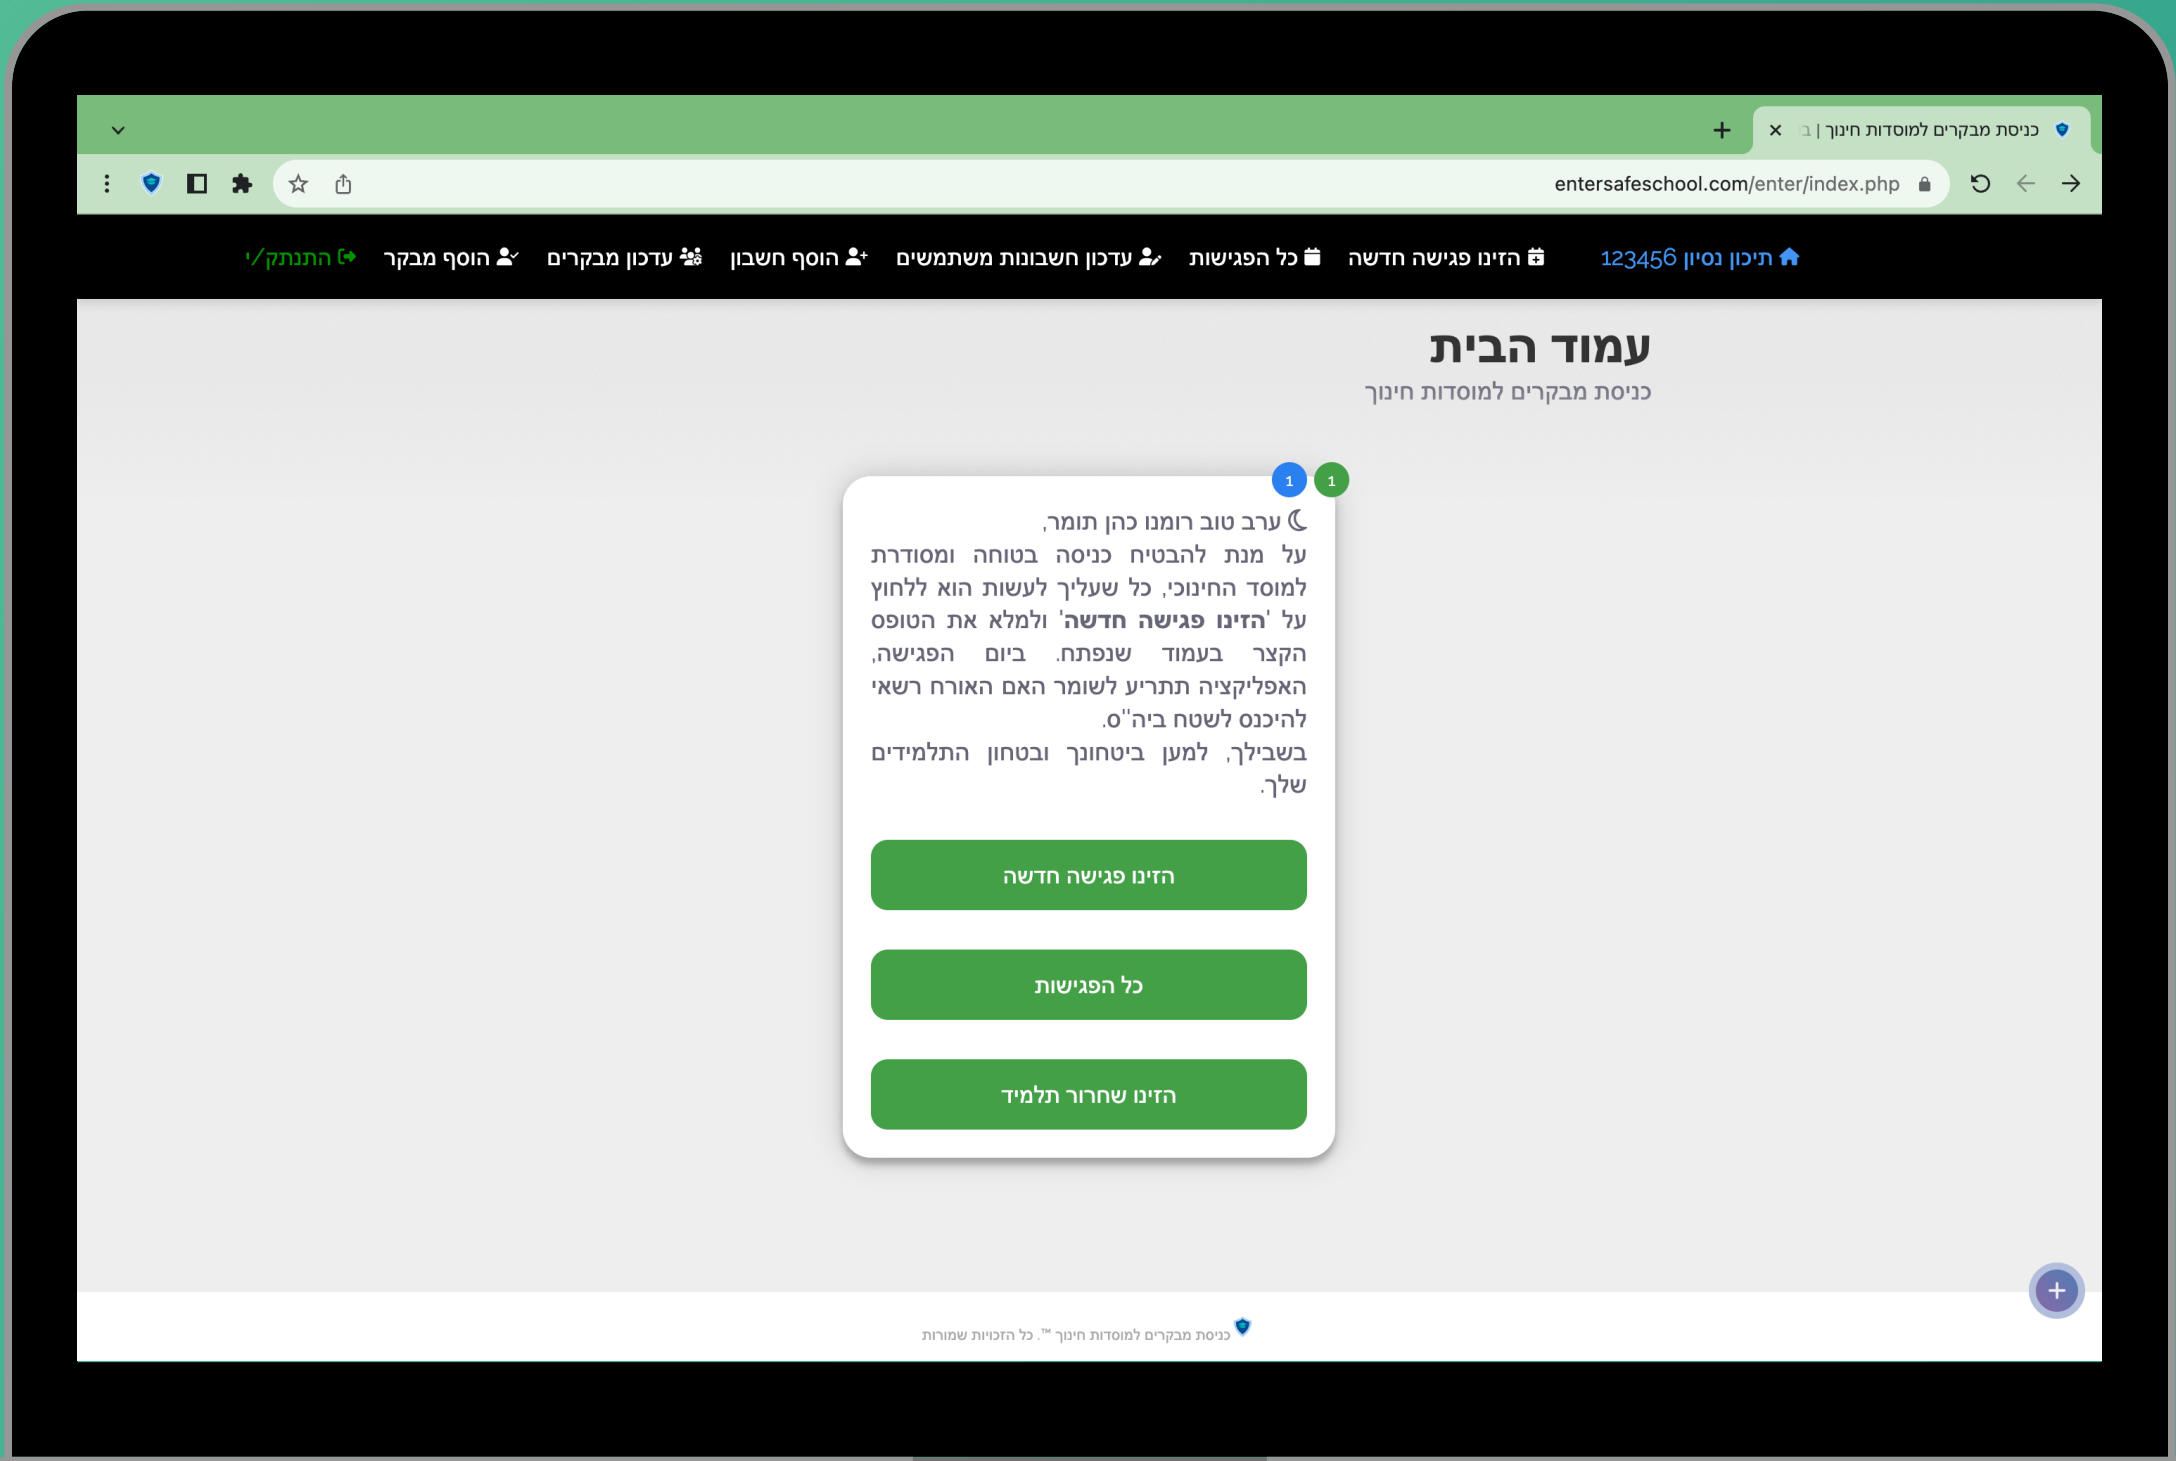 כניסת מבקרים למוסדות חינוך |
entersafeschool.com/enter/index.php
תיכון נסיון 123456
הזינו פגישה חדשה
כל הפגישות
עדכון חשבונות משתמשים
הוסף חשבון
עדכון מבקרים
הוסף מבקר
התנתק/י
עמוד הבית
כניסת מבקרים למוסדות חינוך
1
1
ערב טוב רומנו כהן תומר,
על מנת להבטיח כניסה בטוחה ומסודרת
למוסד החינוכי, כל שעליך לעשות הוא ללחוץ
על 'הזינו פגישה חדשה' ולמלא את הטופס
הקצר בעמוד שנפתח. ביום הפגישה,
האפליקציה תתריע לשומר האם האורח רשאי
להיכנס לשטח ביה''ס.
בשבילך, למען ביטחונך ובטחון התלמידים
שלך.
הזינו פגישה חדשה
כל הפגישות
הזינו שחרור תלמיד
כניסת מבקרים למוסדות חינוך ™. כל הזכויות שמורות